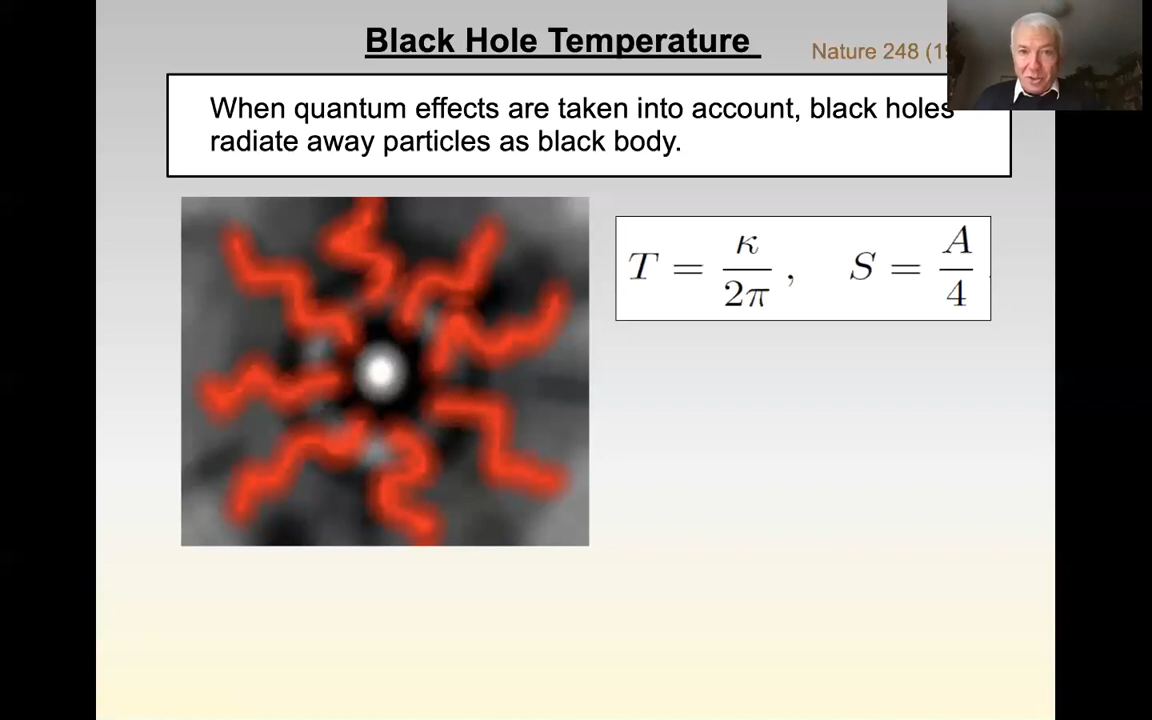 Black Hole Temperature
Nature 248 (1
When quantum effects are taken into account, black holes
radiate away particles as black body.
T = κ/2π , S = A/4